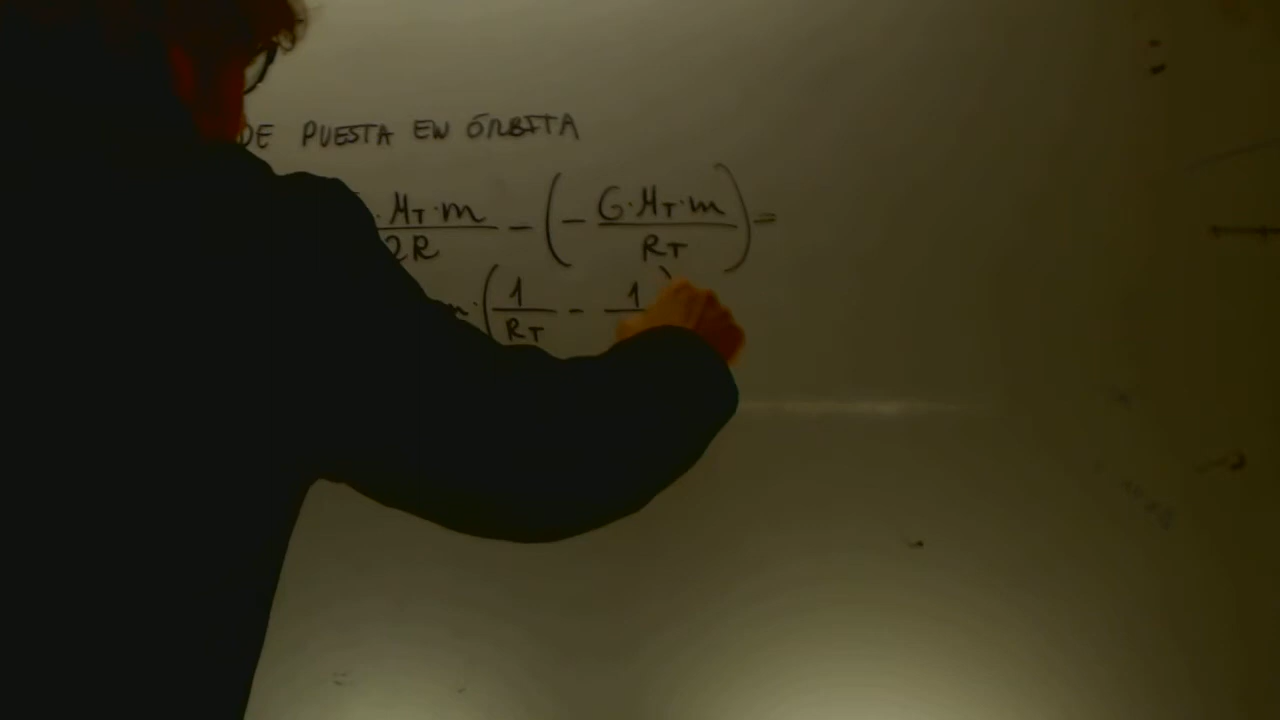 DE PUESTA EN ÓRBITA
· M_T · m / 2R − (− G · M_T · m / R_T) =
· (1 / R_T − 1